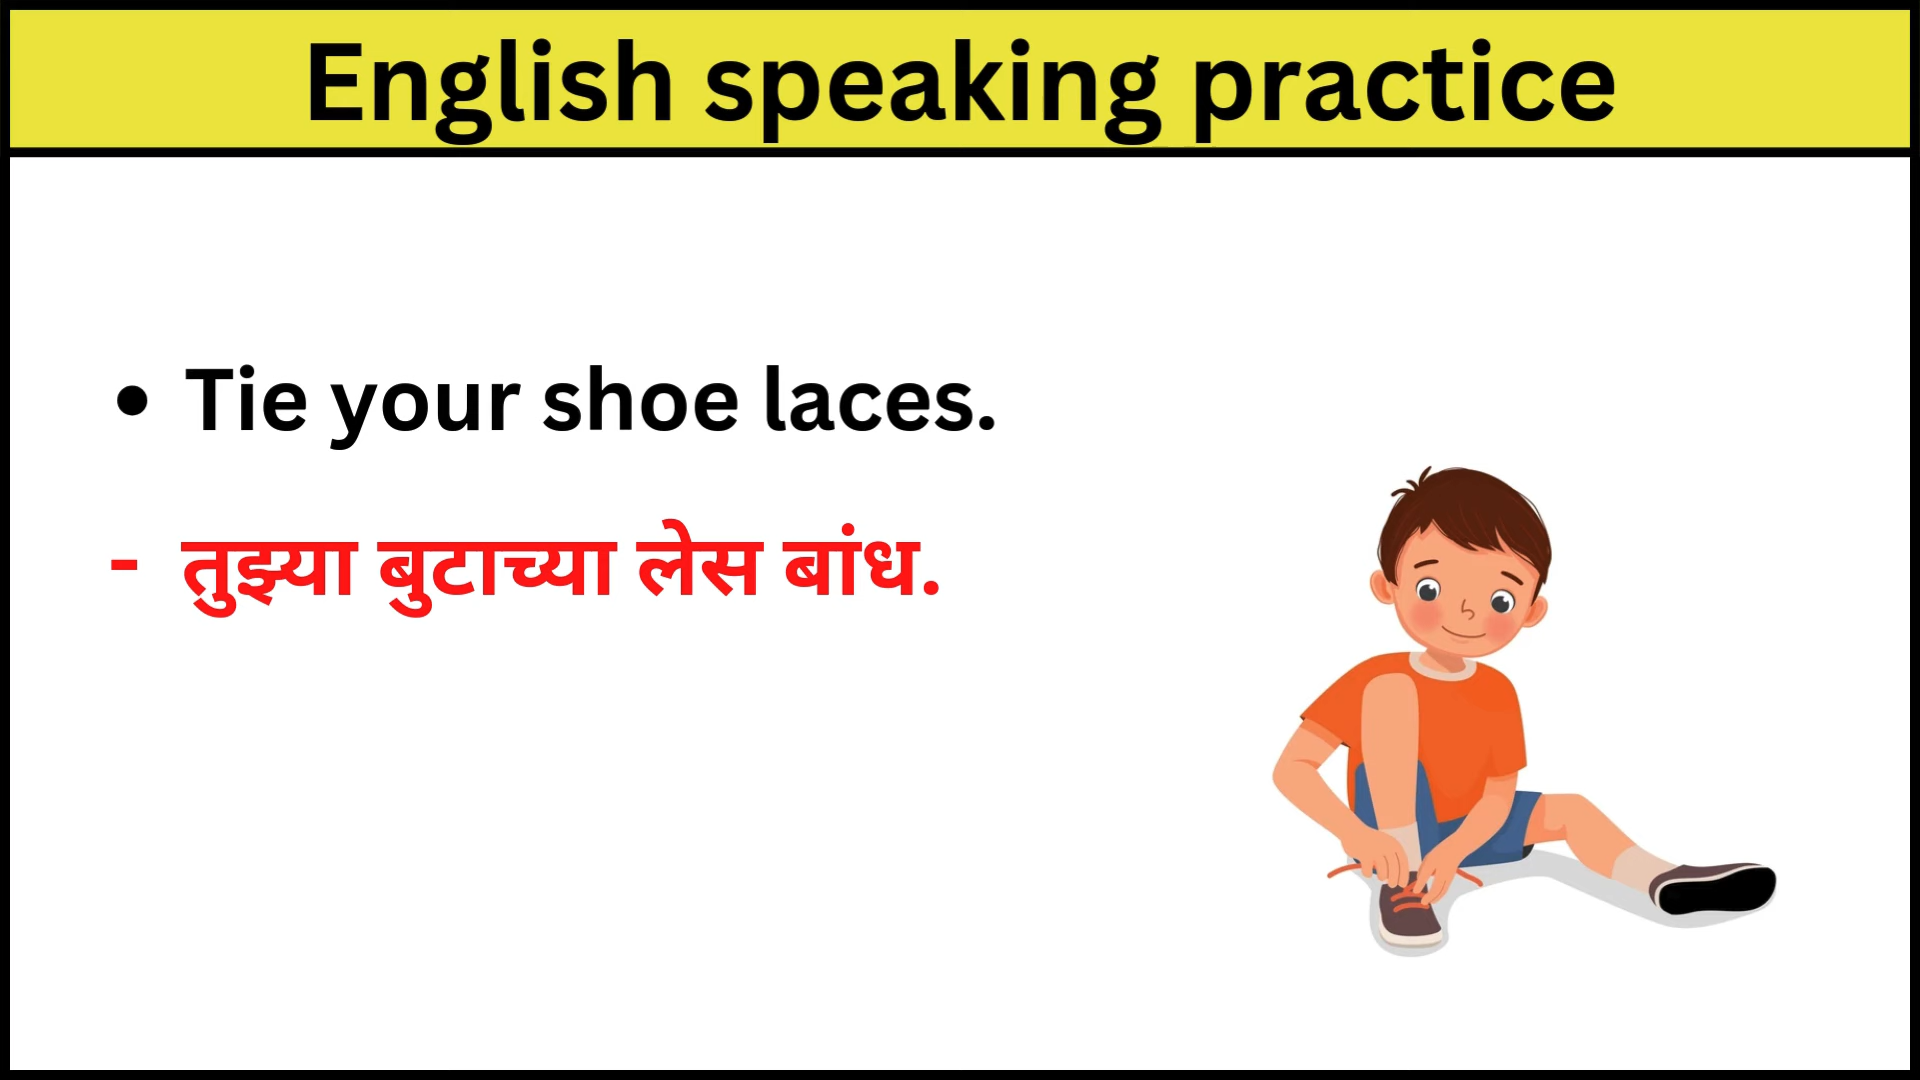 English speaking practice
• Tie your shoe laces.
- तुझ्या बुटाच्या लेस बांध.